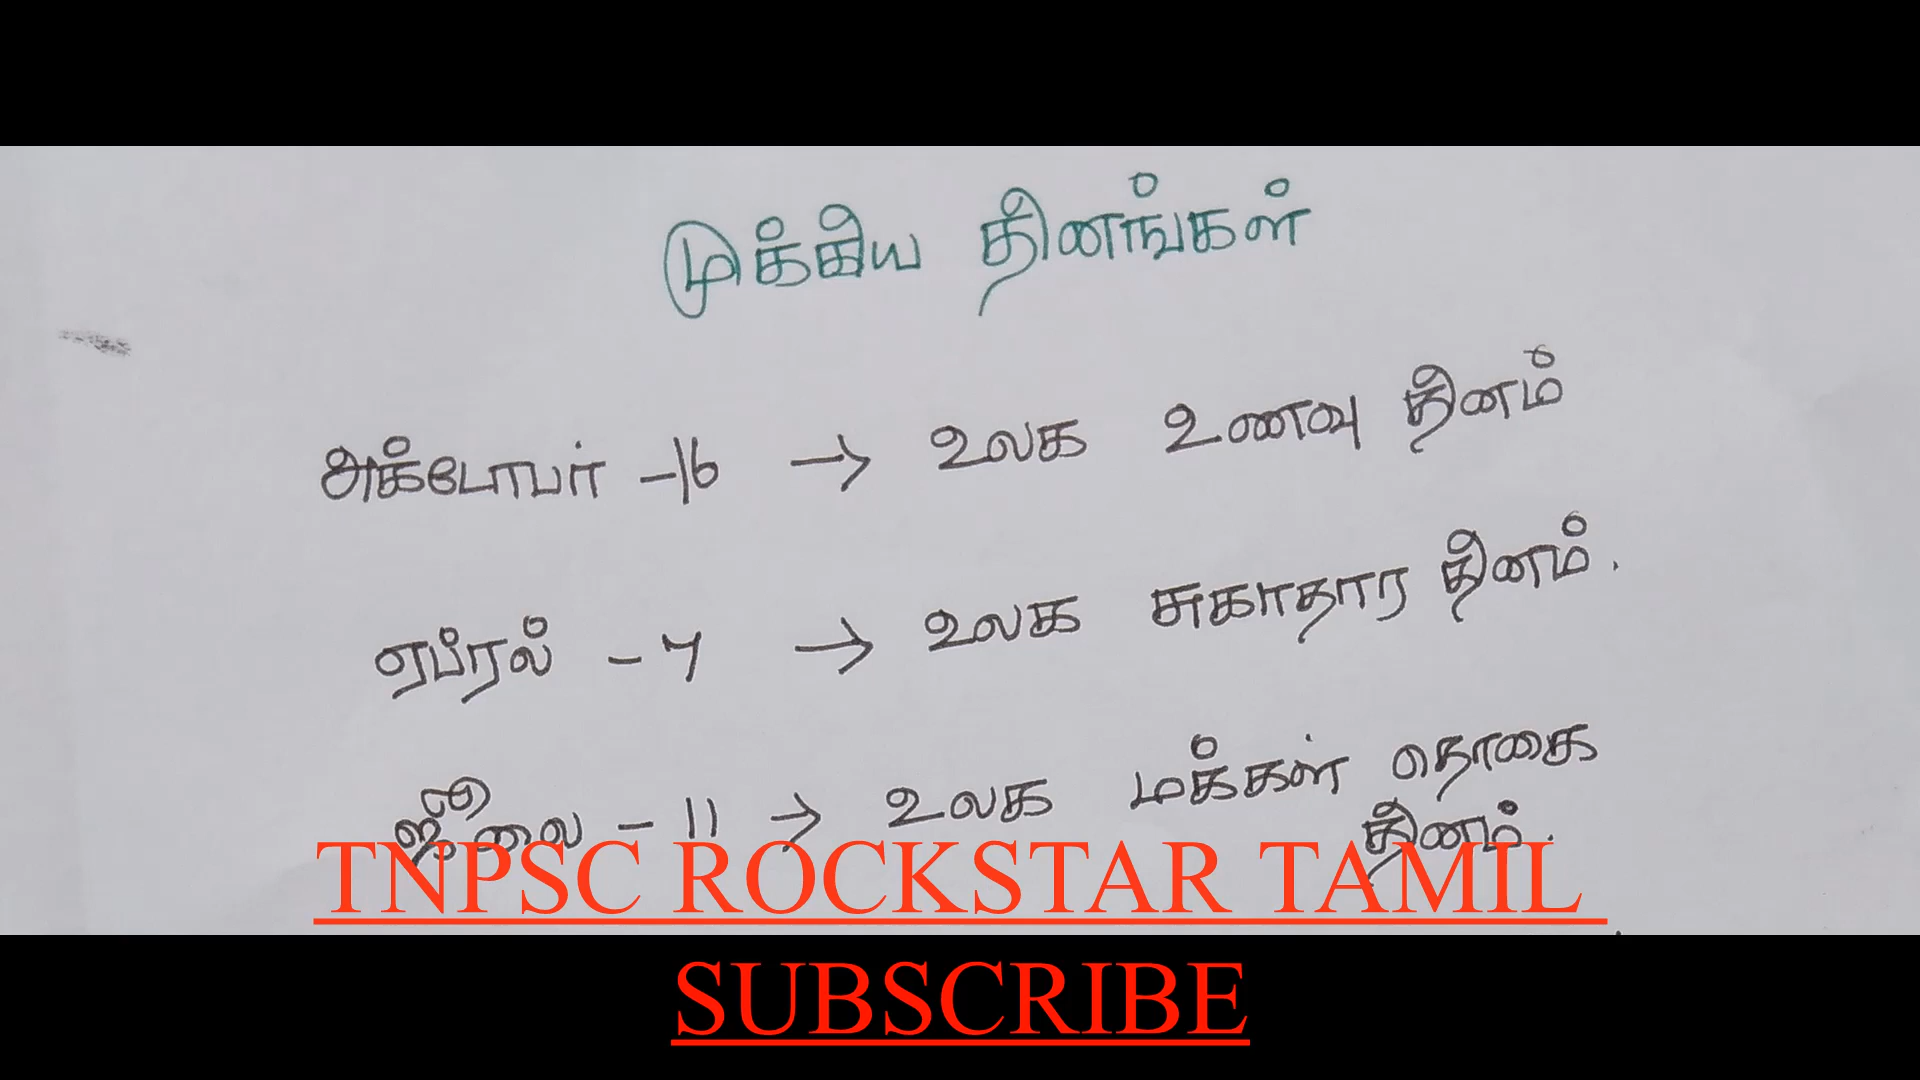 முக்கிய தினங்கள்
அக்டோபர் -16 → உலக உணவு தினம்
ஏப்ரல் - 7 → உலக சுகாதார தினம்.
ஜீலை - 11 → உலக மக்கள் தொகை
தினம்.
TNPSC ROCKSTAR TAMIL
SUBSCRIBE